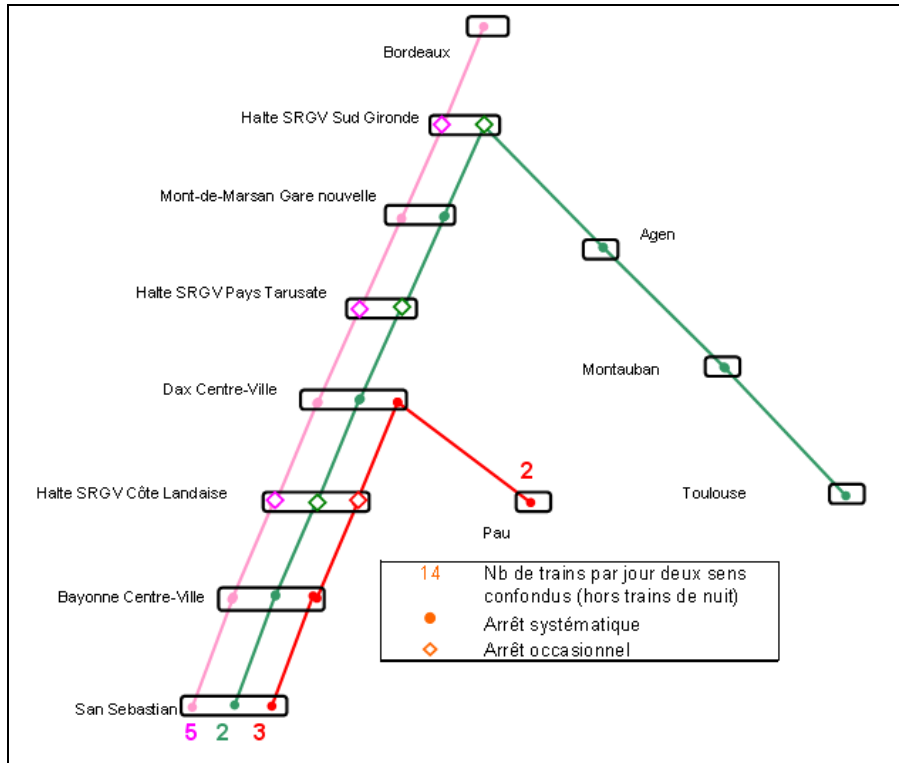 Bordeaux
Halte SRGV Sud Gironde
Mont-de-Marsan Gare nouvelle
Agen
Halte SRGV Pays Tarusate
Montauban
Dax Centre-Ville
2
Halte SRGV Côte Landaise
Toulouse
Pau
14 Nb de trains par jour deux sens
confondus (hors trains de nuit)
Bayonne Centre-Ville
Arrêt systématique
Arrêt occasionnel
San Sebastian
5 2 3